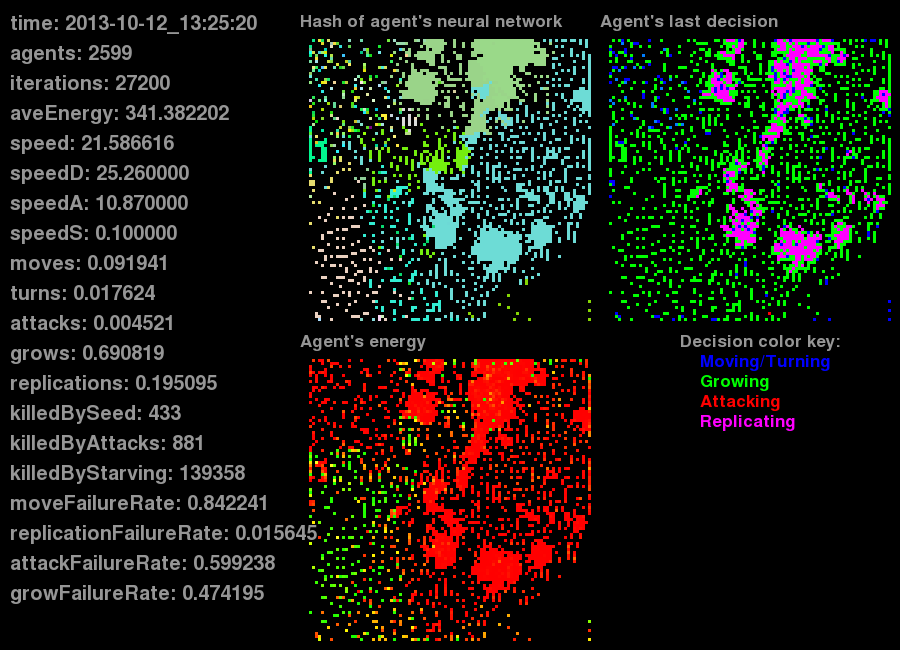 time: 2013-10-12_13:25:20
agents: 2599
iterations: 27200
aveEnergy: 341.382202
speed: 21.586616
speedD: 25.260000
speedA: 10.870000
speedS: 0.100000
moves: 0.091941
turns: 0.017624
attacks: 0.004521
grows: 0.690819
replications: 0.195095
killedBySeed: 433
killedByAttacks: 881
killedByStarving: 139358
moveFailureRate: 0.842241
replicationFailureRate: 0.015645
attackFailureRate: 0.599238
growFailureRate: 0.474195
Hash of agent's neural network
Agent's last decision
Agent's energy
Decision color key:
Moving/Turning
Growing
Attacking
Replicating